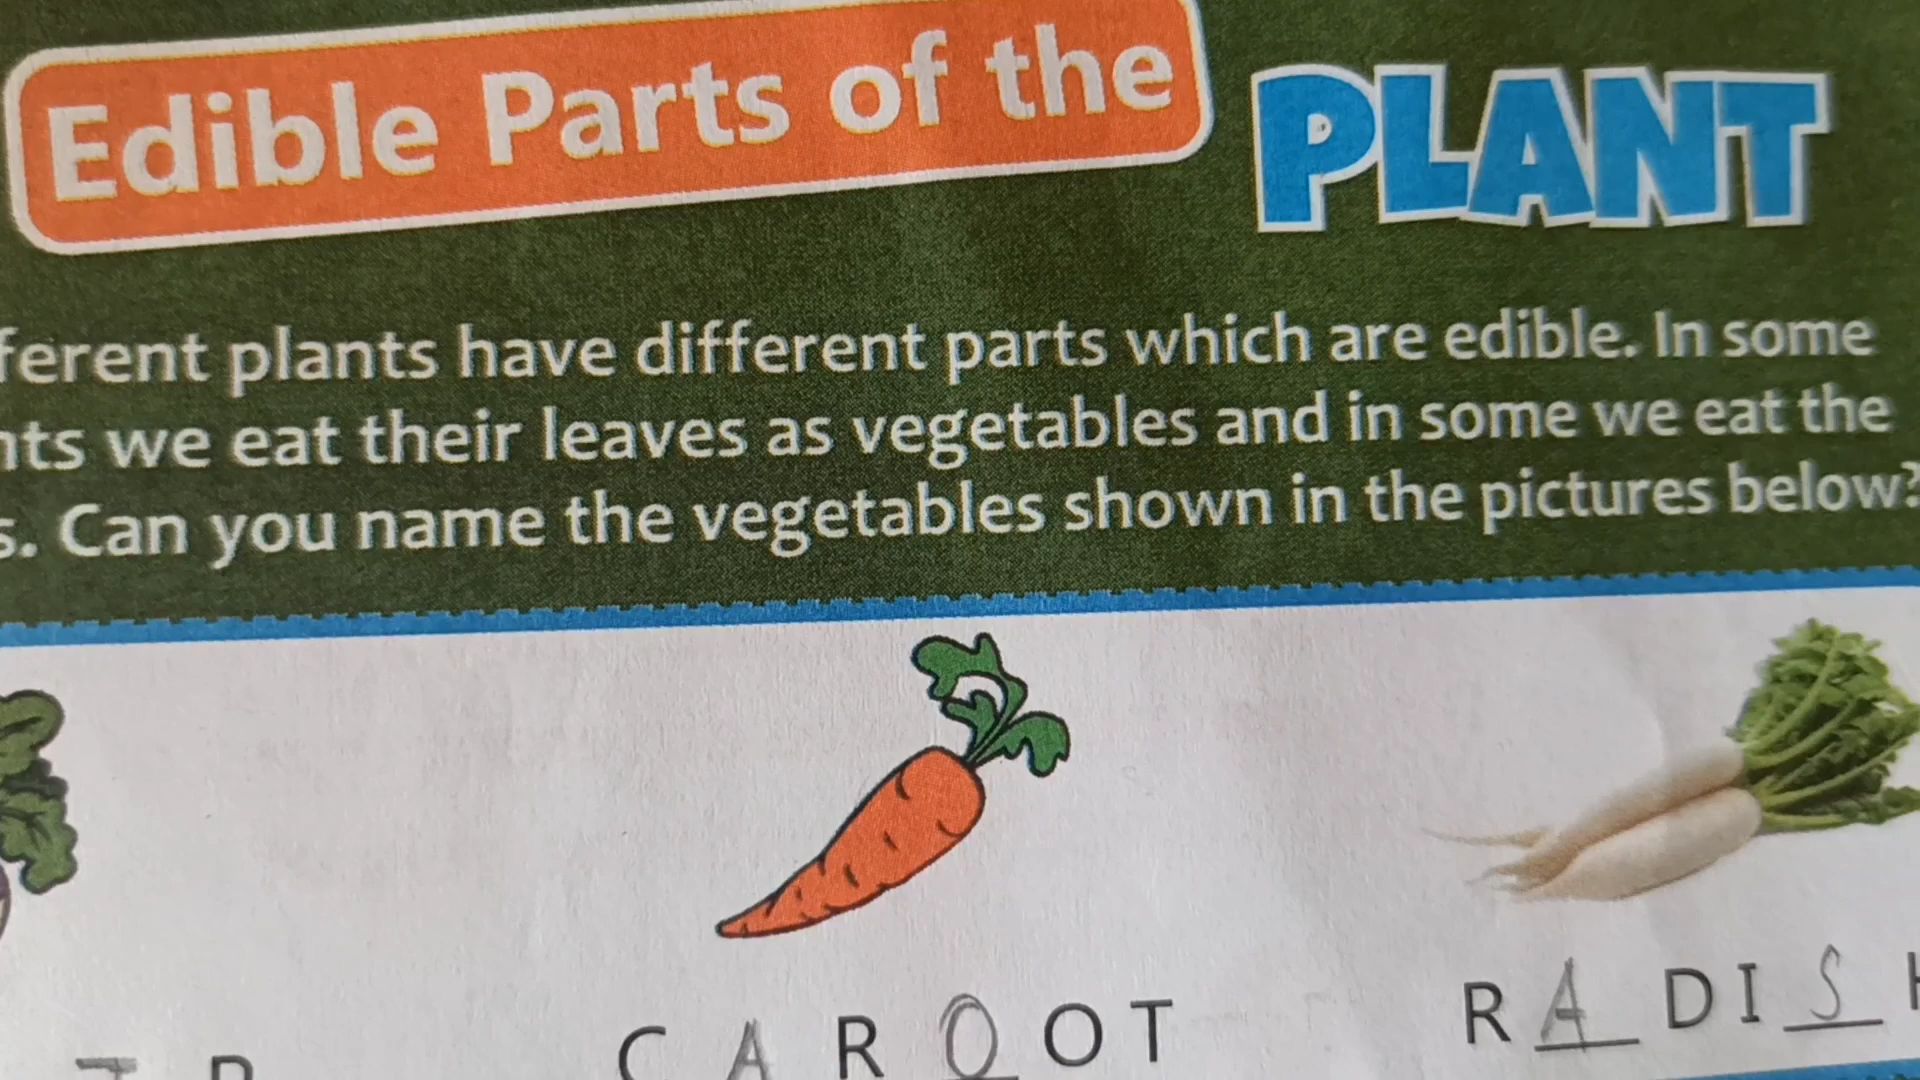 Edible Parts of the PLANT
ferent plants have different parts which are edible. In some
nts we eat their leaves as vegetables and in some we eat the
s. Can you name the vegetables shown in the pictures below?
C A R O O T
R A D I S H